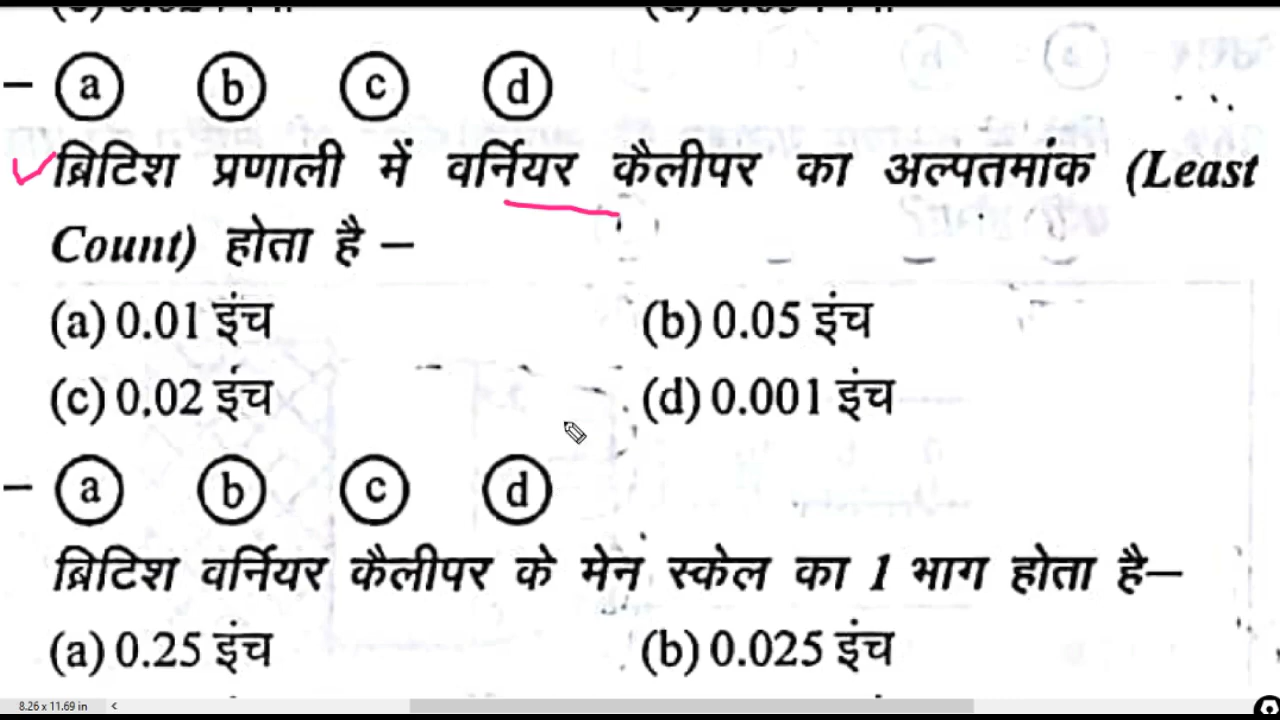 – ⓐ ⓑ ⓒ ⓓ
ब्रिटिश प्रणाली में वर्नियर कैलीपर का अल्पतमांक (Least
Count) होता है –
(a) 0.01 इंच (b) 0.05 इंच
(c) 0.02 इंच (d) 0.001 इंच
– ⓐ ⓑ ⓒ ⓓ
ब्रिटिश वर्नियर कैलीपर के मेन स्केल का 1 भाग होता है–
(a) 0.25 इंच (b) 0.025 इंच
8.26 x 11.69 in <